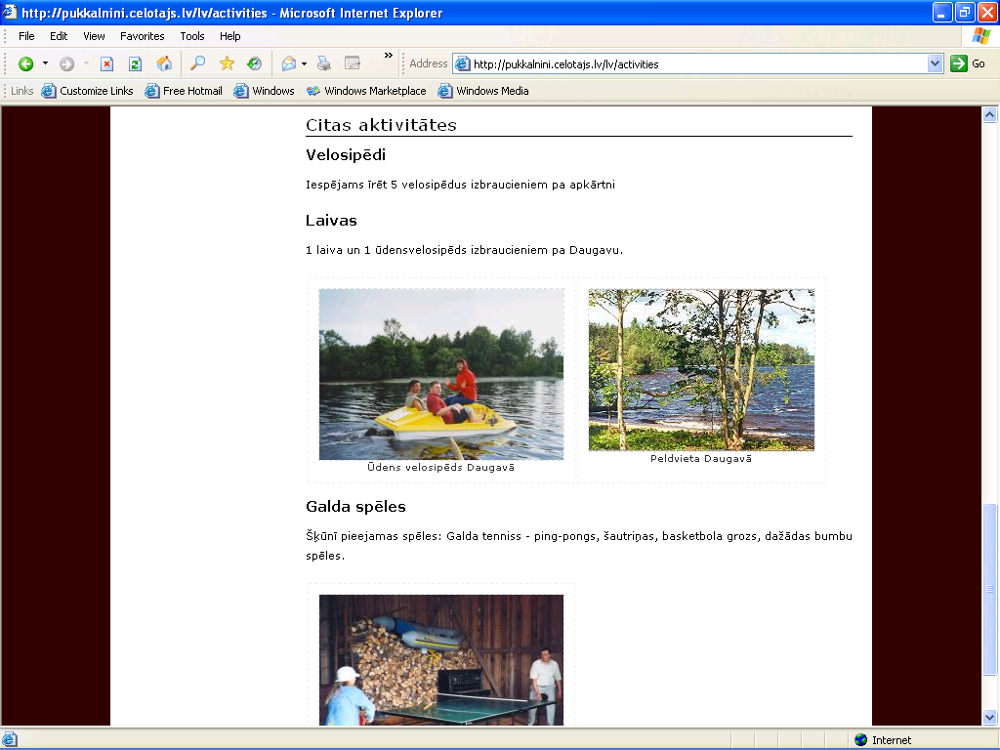 http://pukkalnini.celotajs.lv/lv/activities - Microsoft Internet Explorer
File Edit View Favorites Tools Help
Address http://pukkalnini.celotajs.lv/lv/activities Go
Links Customize Links Free Hotmail Windows Windows Marketplace Windows Media
Citas aktivitātes
Velosipēdi
Iespējams īrēt 5 velosipēdus izbraucieniem pa apkārtni
Laivas
1 laiva un 1 ūdensvelosipēds izbraucieniem pa Daugavu.
Ūdens velosipēds Daugavā
Peldvieta Daugavā
Galda spēles
Šķūnī pieejamas spēles: Galda tenniss - ping-pongs, šautriņas, basketbola grozs, dažādas bumbu
spēles.
Internet